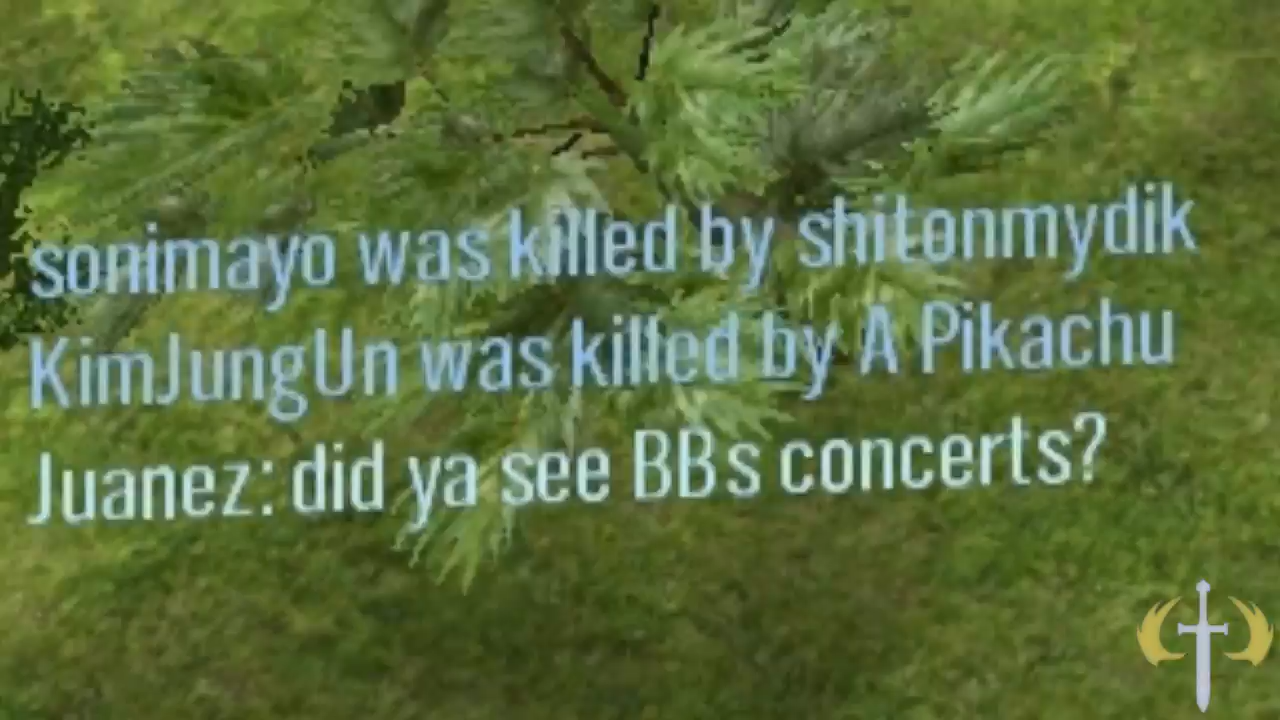 sonimayo was killed by shitonmydik
KimJungUn was killed by A Pikachu
Juanez: did ya see BBs concerts?